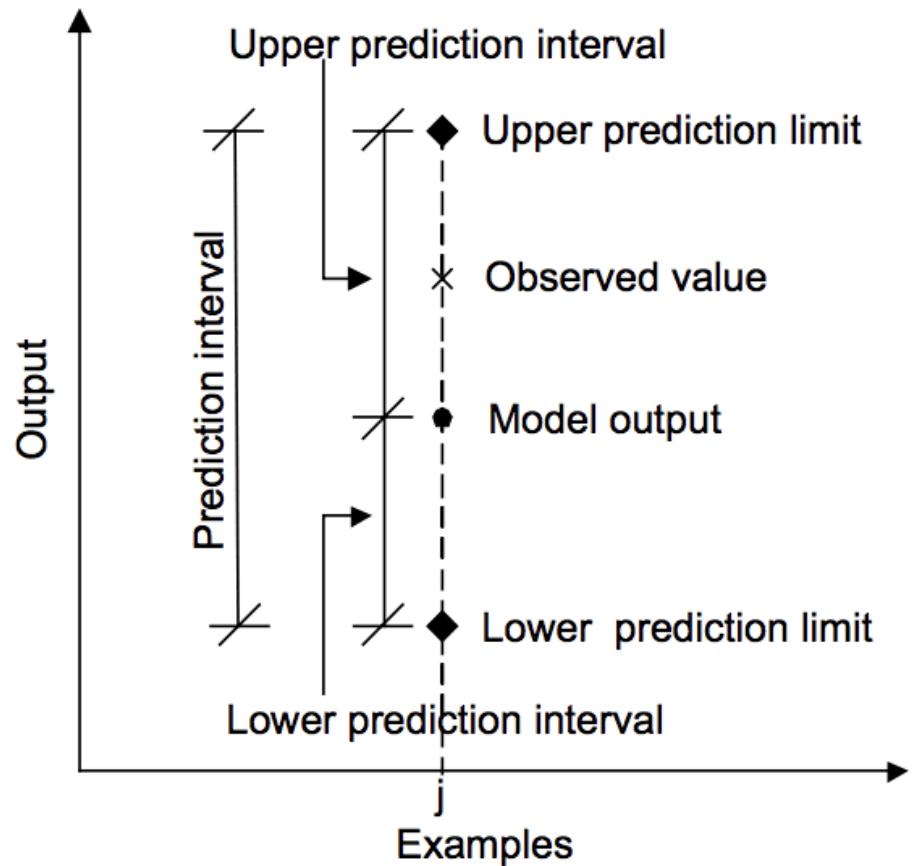 Upper prediction interval
Upper prediction limit
Observed value
Prediction interval
Output
Model output
Lower prediction limit
Lower prediction interval
j
Examples